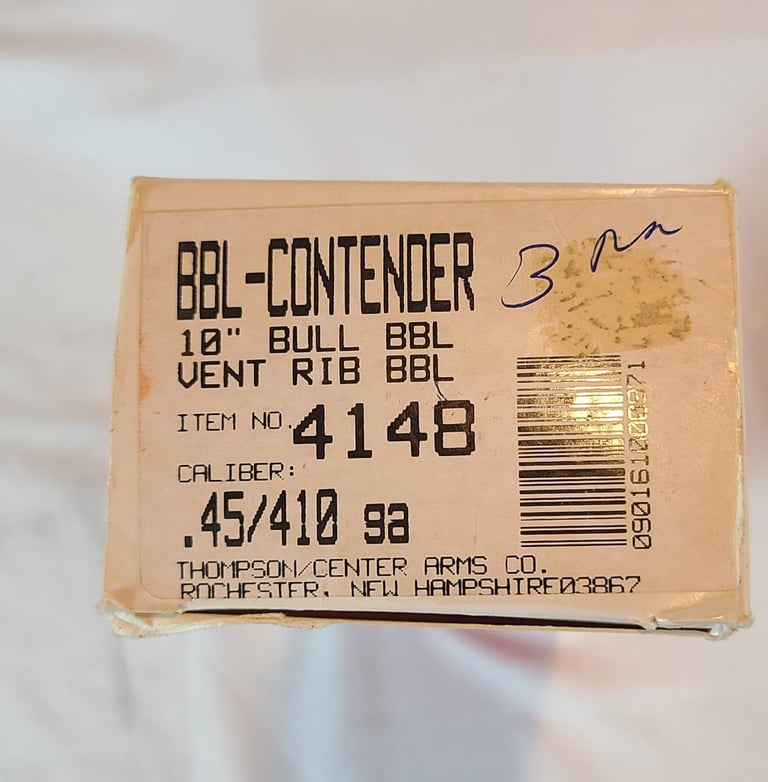 BBL-CONTENDER
10" BULL BBL
VENT RIB BBL
ITEM NO. 4148
CALIBER:
.45/410 ga
THOMPSON/CENTER ARMS CO.
ROCHESTER, NEW HAMPSHIRE03867